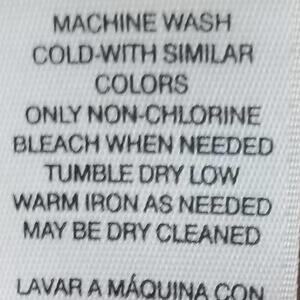 MACHINE WASH
COLD-WITH SIMILAR
COLORS
ONLY NON-CHLORINE
BLEACH WHEN NEEDED
TUMBLE DRY LOW
WARM IRON AS NEEDED
MAY BE DRY CLEANED
LAVAR A MÁQUINA CON